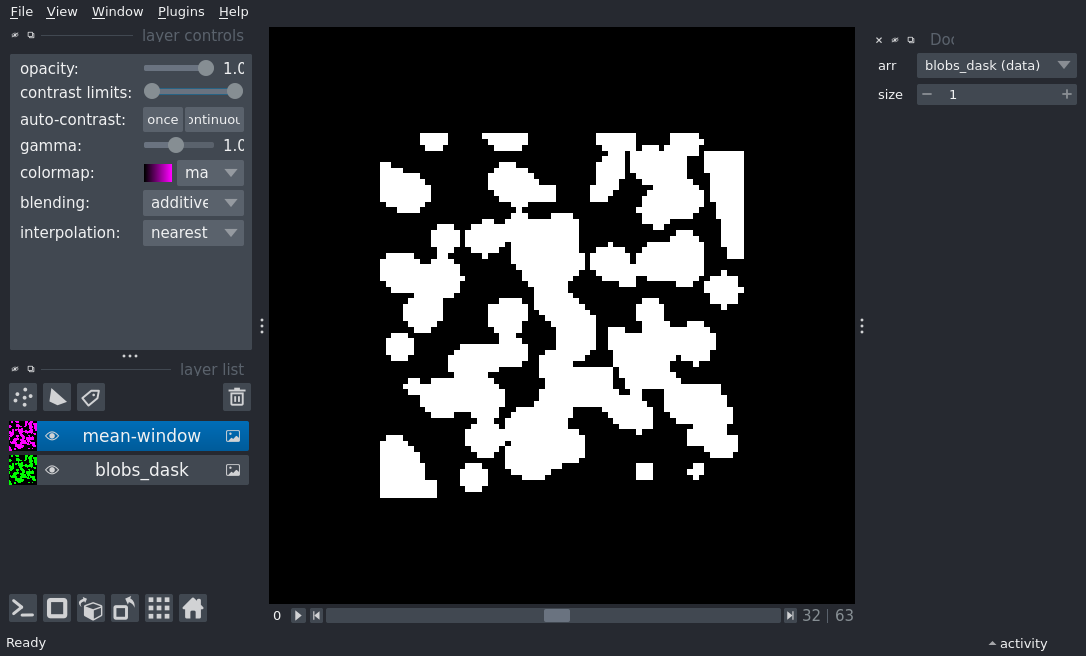 File View Window Plugins Help
layer controls
opacity: 1.0
contrast limits:
auto-contrast: once ontinuou
gamma: 1.0
colormap: ma
blending: additive
interpolation: nearest
layer list
mean-window
blobs_dask
0 32 | 63
Ready
arr blobs_dask (data)
size 1
activity